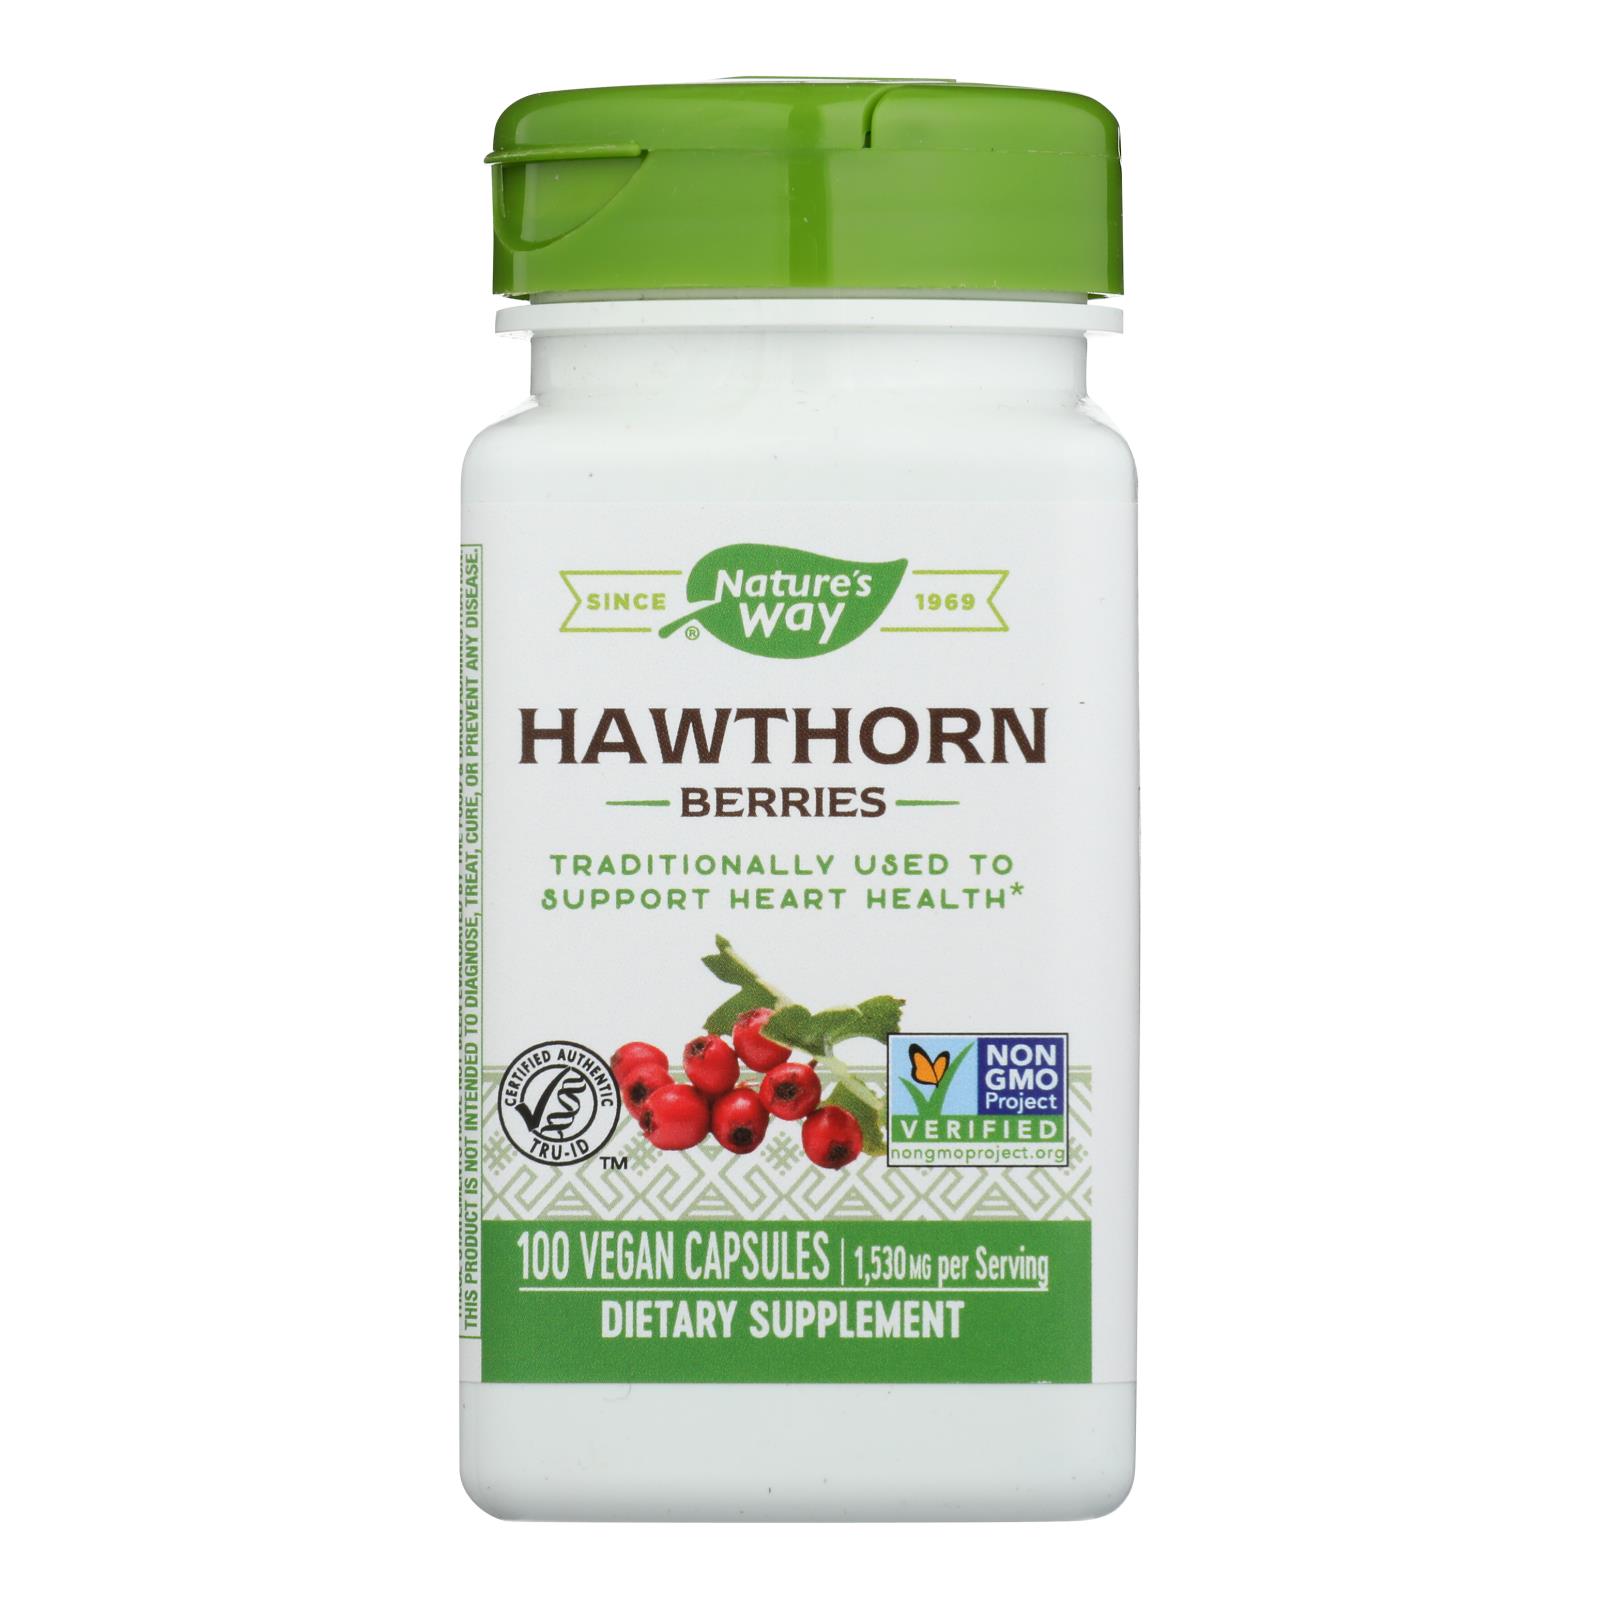 SINCE
Nature's
Way
®
1969
HAWTHORN
BERRIES
TRADITIONALLY USED TO
SUPPORT HEART HEALTH*
CERTIFIED AUTHENTIC
TRU-ID
TM
NON
GMO
Project
VERIFIED
nongmoproject.org
100 VEGAN CAPSULES | 1,530 MG per Serving
DIETARY SUPPLEMENT
THIS PRODUCT IS NOT INTENDED TO DIAGNOSE, TREAT, CURE, OR PREVENT ANY DISEASE.